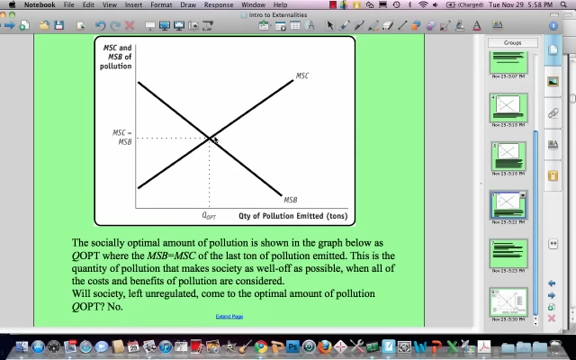 Notebook File Edit View Insert Format Page Draw Response Window Help (Charged) Tue Nov 29 5:58 PM
Intro to Externalities
Groups
MSC and
MSB of
pollution
MSC
MSC =
MSB
MSB
QOPT Qty of Pollution Emitted (tons)
The socially optimal amount of pollution is shown in the graph below as
QOPT where the MSB=MSC of the last ton of pollution emitted. This is the
quantity of pollution that makes society as well-off as possible, when all of
the costs and benefits of pollution are considered.
Will society, left unregulated, come to the optimal amount of pollution
QOPT? No.
Extend Page